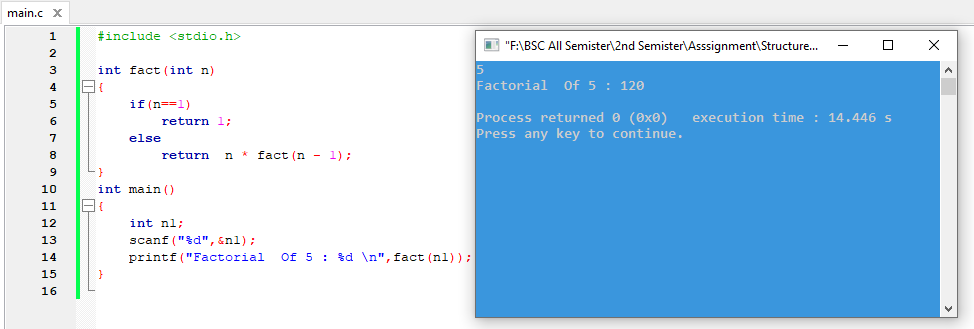 main.c X
1 #include <stdio.h>
2
3 int fact(int n)
4 {
5 if(n==1)
6 return 1;
7 else
8 return n * fact(n - 1);
9 }
10 int main()
11 {
12 int n1;
13 scanf("%d",&n1);
14 printf("Factorial  Of 5 : %d \n",fact(n1));
15 }
16
"F:\BSC All Semister\2nd Semister\Asssignment\Structure...
5
Factorial  Of 5 : 120
Process returned 0 (0x0)   execution time : 14.446 s
Press any key to continue.